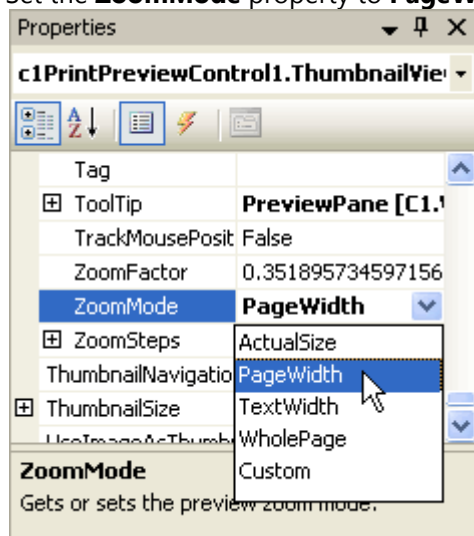 Set the ZoomMode property to PageW
Properties
c1PrintPreviewControl1.ThumbnailVie
Tag
ToolTip PreviewPane [C1.
TrackMousePosit False
ZoomFactor 0.351895734597156
ZoomMode PageWidth
ZoomSteps ActualSize
ThumbnailNavigatio PageWidth
ThumbnailSize TextWidth
UseImageAsThumb WholePage
ZoomMode Custom
Gets or sets the preview zoom mode.